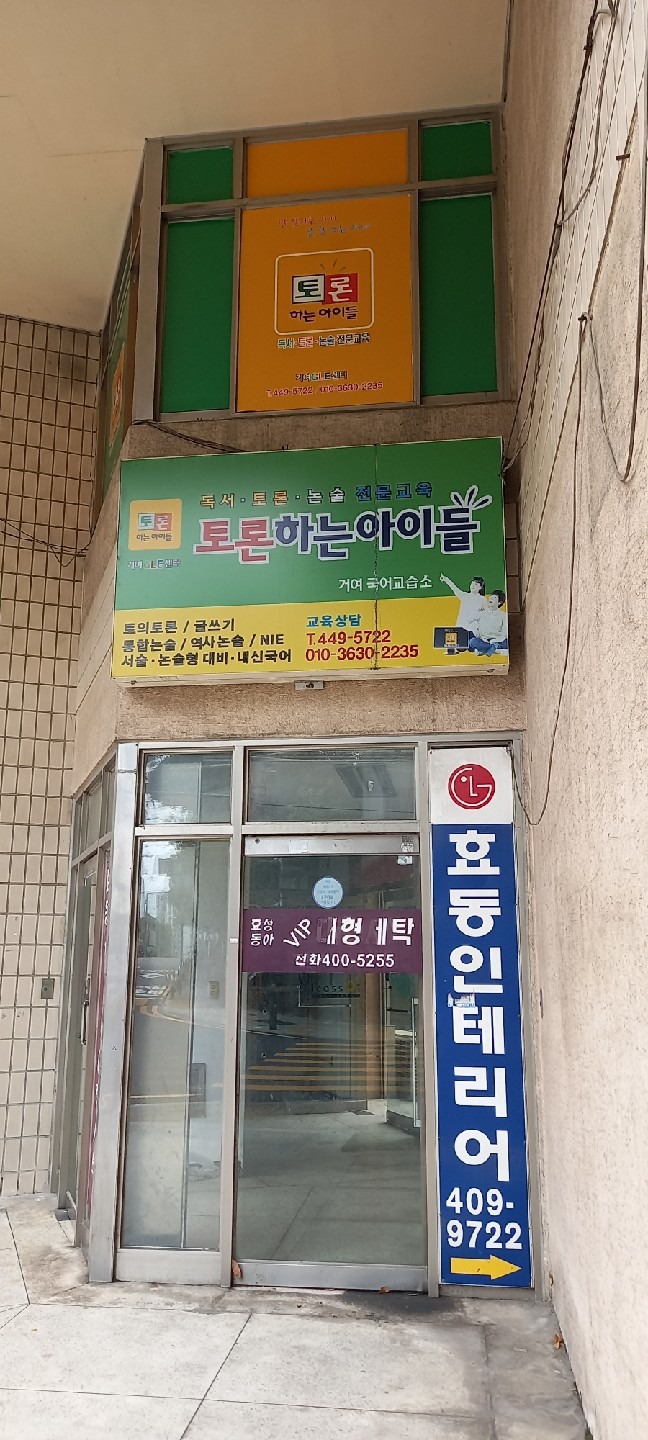 토론
하는 아이들
독서·토론·논술 전문교육
T.449-5722 / 010-3630-2235
독서·토론·논술 전문교육
토론
하는 아이들
토론하는아이들
거여 국어교습소
토의토론 / 글쓰기
통합논술 / 역사논술 / NIE
서술·논술형 대비·내신국어
교육상담
T.449-5722
010-3630-2235
LG
효동인테리어
409-
9722
효성
동아
VIP 대형세탁
전화400-5255